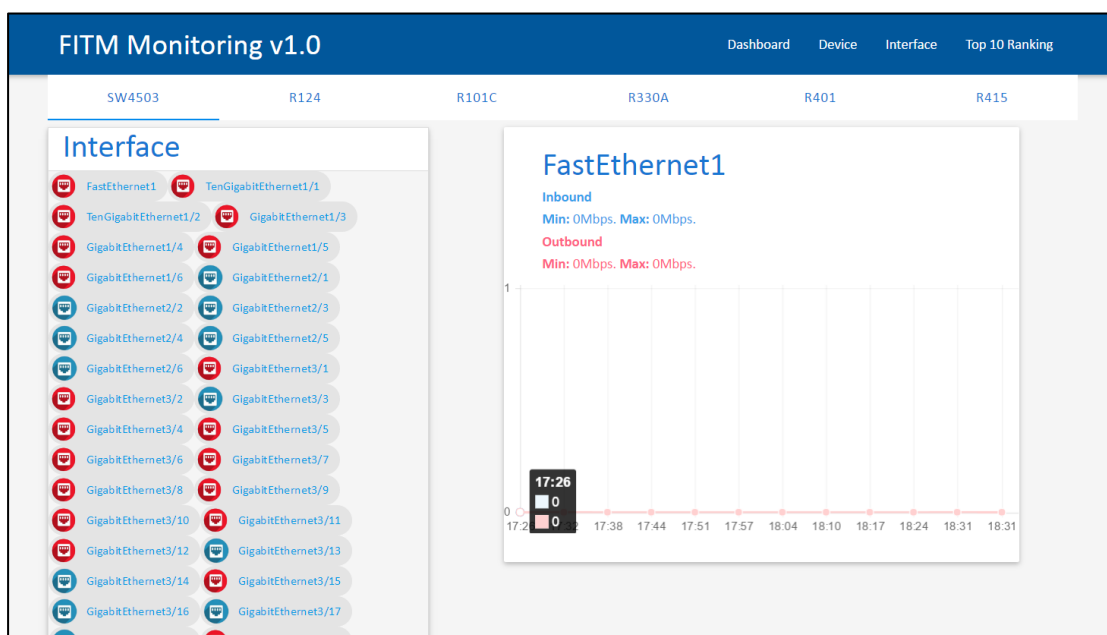 FITM Monitoring v1.0
Dashboard Device Interface Top 10 Ranking
SW4503 R124 R101C R330A R401 R415
Interface
FastEthernet1 TenGigabitEthernet1/1
TenGigabitEthernet1/2 GigabitEthernet1/3
GigabitEthernet1/4 GigabitEthernet1/5
GigabitEthernet1/6 GigabitEthernet2/1
GigabitEthernet2/2 GigabitEthernet2/3
GigabitEthernet2/4 GigabitEthernet2/5
GigabitEthernet2/6 GigabitEthernet3/1
GigabitEthernet3/2 GigabitEthernet3/3
GigabitEthernet3/4 GigabitEthernet3/5
GigabitEthernet3/6 GigabitEthernet3/7
GigabitEthernet3/8 GigabitEthernet3/9
GigabitEthernet3/10 GigabitEthernet3/11
GigabitEthernet3/12 GigabitEthernet3/13
GigabitEthernet3/14 GigabitEthernet3/15
GigabitEthernet3/16 GigabitEthernet3/17
FastEthernet1
Inbound
Min: 0Mbps. Max: 0Mbps.
Outbound
Min: 0Mbps. Max: 0Mbps.
1
17:26
0
0
0
17:38 17:44 17:51 17:57 18:04 18:10 18:17 18:24 18:31 18:31